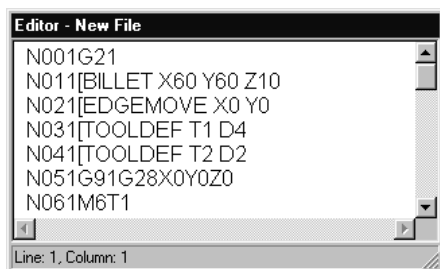 Editor - New File
N001G21
N011[BILLET X60 Y60 Z10
N021[EDGEMOVE X0 Y0
N031[TOOLDEF T1 D4
N041[TOOLDEF T2 D2
N051G91G28X0Y0Z0
N061M6T1
Line: 1, Column: 1